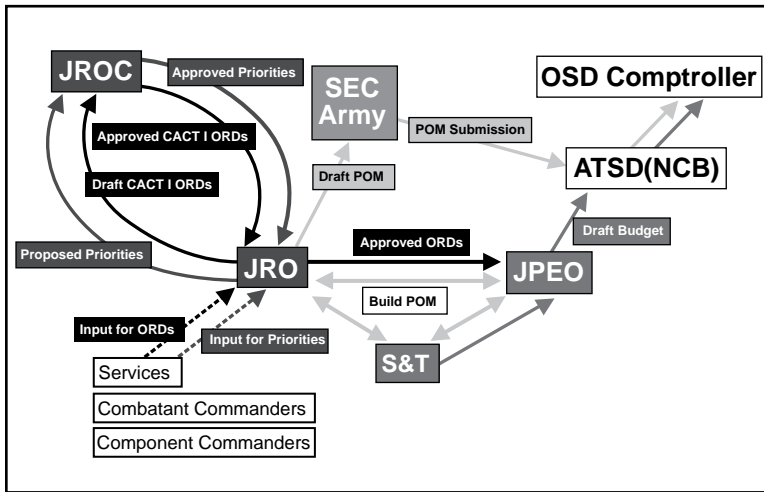 JROC
Approved Priorities
SEC
Army
OSD Comptroller
Approved CACT I ORDs
POM Submission
ATSD(NCB)
Draft CACT I ORDs
Draft POM
Proposed Priorities
Approved ORDs
Draft Budget
JRO
JPEO
Build POM
Input for ORDs
Input for Priorities
S&T
Services
Combatant Commanders
Component Commanders